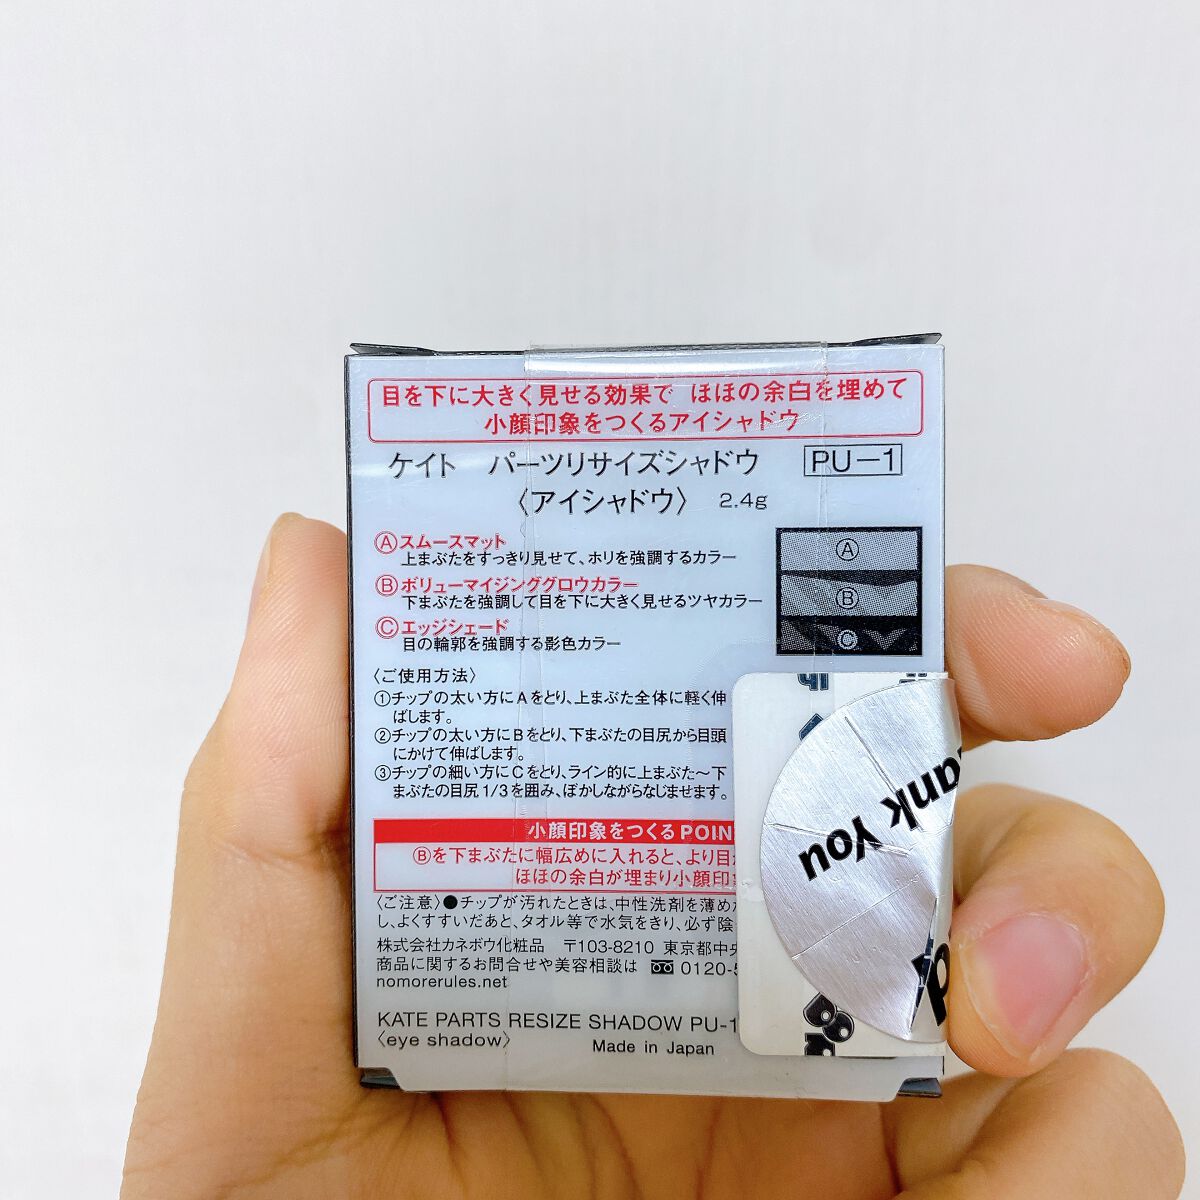 目を下に大きく見せる効果で ほほの余白を埋めて
小顔印象をつくるアイシャドウ
ケイト パーツリサイズシャドウ PU-1
〈アイシャドウ〉 2.4g
Ⓐスムースマット
上まぶたをすっきり見せて、ホリを強調するカラー
Ⓑボリューマイジンググロウカラー
下まぶたを強調して目を下に大きく見せるツヤカラー
Ⓒエッジシェード
目の輪郭を強調する影色カラー
Ⓐ
Ⓑ
Ⓒ
〈ご使用方法〉
①チップの太い方にAをとり、上まぶた全体に軽く伸
ばします。
②チップの太い方にBをとり、下まぶたの目尻から目頭
にかけて伸ばします。
③チップの細い方にCをとり、ライン的に上まぶた〜下
まぶたの目尻1/3を囲み、ぼかしながらなじませます。
小顔印象をつくるPOIN
Ⓑを下まぶたに幅広めに入れると、より目が
ほほの余白が埋まり小顔印象
〈ご注意〉●チップが汚れたときは、中性洗剤を薄め
し、よくすすいだあと、タオル等で水気をきり、必ず陰
株式会社カネボウ化粧品 〒103-8210 東京都中央
商品に関するお問合せや美容相談は 0120-5
nomorerules.net
KATE PARTS RESIZE SHADOW PU-1
〈eye shadow〉 Made in Japan
ank You